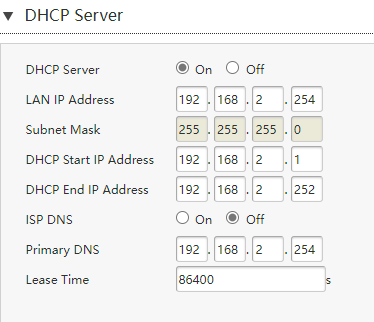 DHCP Server
DHCP Server On Off
LAN IP Address 192 . 168 . 2 . 254
Subnet Mask 255 . 255 . 255 . 0
DHCP Start IP Address 192 . 168 . 2 . 1
DHCP End IP Address 192 . 168 . 2 . 252
ISP DNS On Off
Primary DNS 192 . 168 . 2 . 254
Lease Time 86400 s